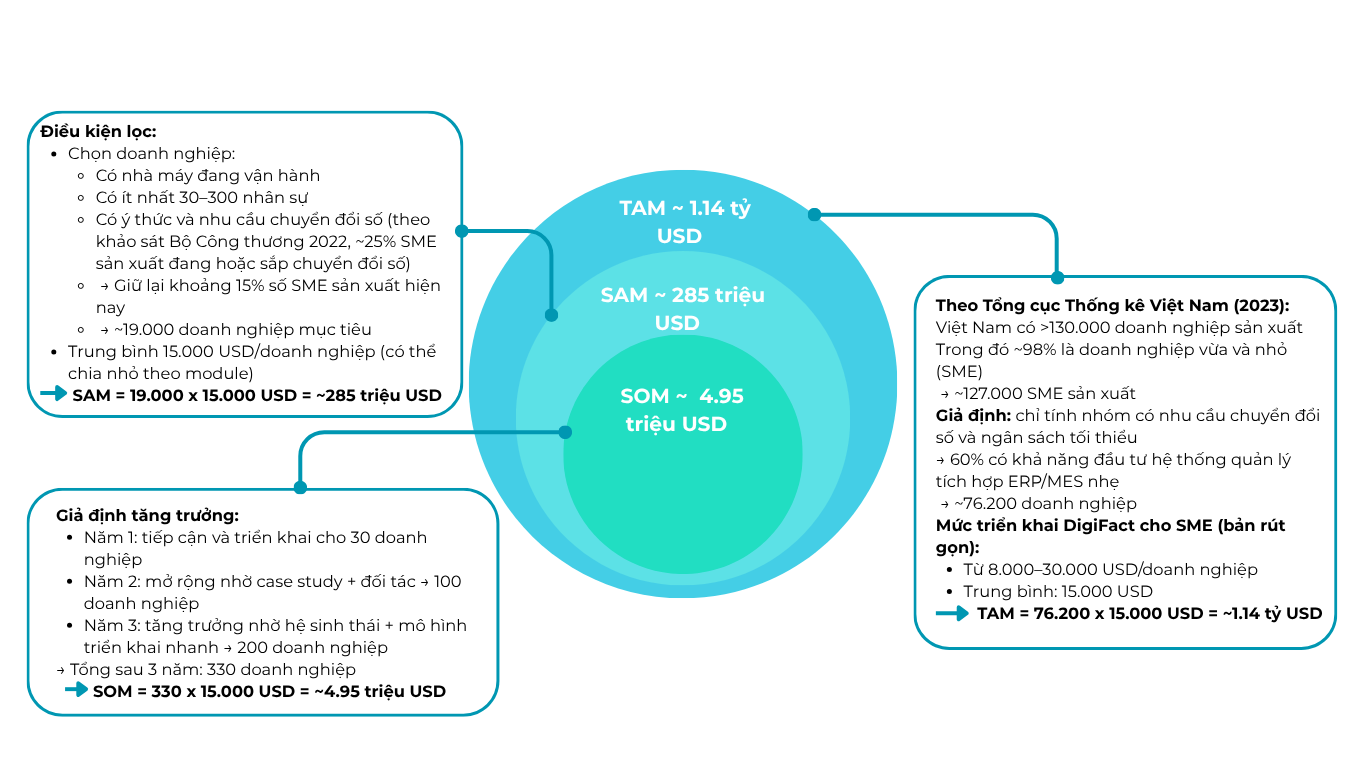 Điều kiện lọc:
• Chọn doanh nghiệp:
◦ Có nhà máy đang vận hành
◦ Có ít nhất 30–300 nhân sự
◦ Có ý thức và nhu cầu chuyển đổi số (theo
khảo sát Bộ Công thương 2022, ~25% SME
sản xuất đang hoặc sắp chuyển đổi số)
◦ → Giữ lại khoảng 15% số SME sản xuất hiện
nay
◦ → ~19.000 doanh nghiệp mục tiêu
• Trung bình 15.000 USD/doanh nghiệp (có thể
chia nhỏ theo module)
SAM = 19.000 x 15.000 USD = ~285 triệu USD
Giả định tăng trưởng:
• Năm 1: tiếp cận và triển khai cho 30 doanh
nghiệp
• Năm 2: mở rộng nhờ case study + đối tác → 100
doanh nghiệp
• Năm 3: tăng trưởng nhờ hệ sinh thái + mô hình
triển khai nhanh → 200 doanh nghiệp
→ Tổng sau 3 năm: 330 doanh nghiệp
SOM = 330 x 15.000 USD = ~4.95 triệu USD
TAM ~ 1.14 tỷ
USD
SAM ~ 285 triệu
USD
SOM ~ 4.95
triệu USD
Theo Tổng cục Thống kê Việt Nam (2023):
Việt Nam có >130.000 doanh nghiệp sản xuất
Trong đó ~98% là doanh nghiệp vừa và nhỏ
(SME)
→ ~127.000 SME sản xuất
Giả định: chỉ tính nhóm có nhu cầu chuyển đổi
số và ngân sách tối thiểu
→ 60% có khả năng đầu tư hệ thống quản lý
tích hợp ERP/MES nhẹ
→ ~76.200 doanh nghiệp
Mức triển khai DigiFact cho SME (bản rút
gọn):
• Từ 8.000–30.000 USD/doanh nghiệp
• Trung bình: 15.000 USD
TAM = 76.200 x 15.000 USD = ~1.14 tỷ USD